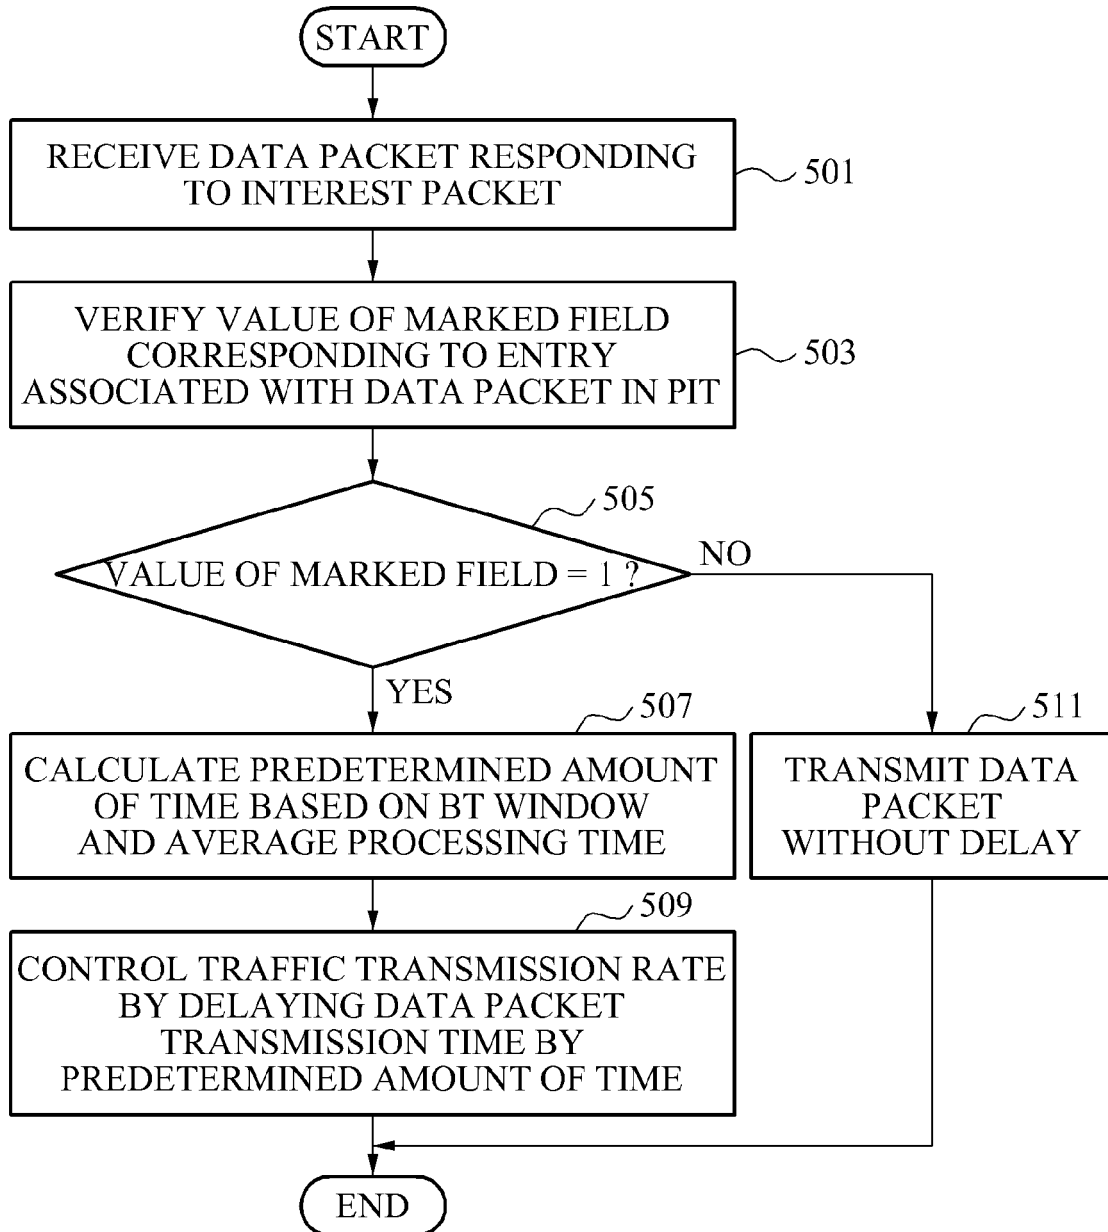 START
RECEIVE DATA PACKET RESPONDING
TO INTEREST PACKET
501
VERIFY VALUE OF MARKED FIELD
CORRESPONDING TO ENTRY
ASSOCIATED WITH DATA PACKET IN PIT
503
505
VALUE OF MARKED FIELD = 1 ?
NO
YES
507
CALCULATE PREDETERMINED AMOUNT
OF TIME BASED ON BT WINDOW
AND AVERAGE PROCESSING TIME
511
TRANSMIT DATA
PACKET
WITHOUT DELAY
509
CONTROL TRAFFIC TRANSMISSION RATE
BY DELAYING DATA PACKET
TRANSMISSION TIME BY
PREDETERMINED AMOUNT OF TIME
END